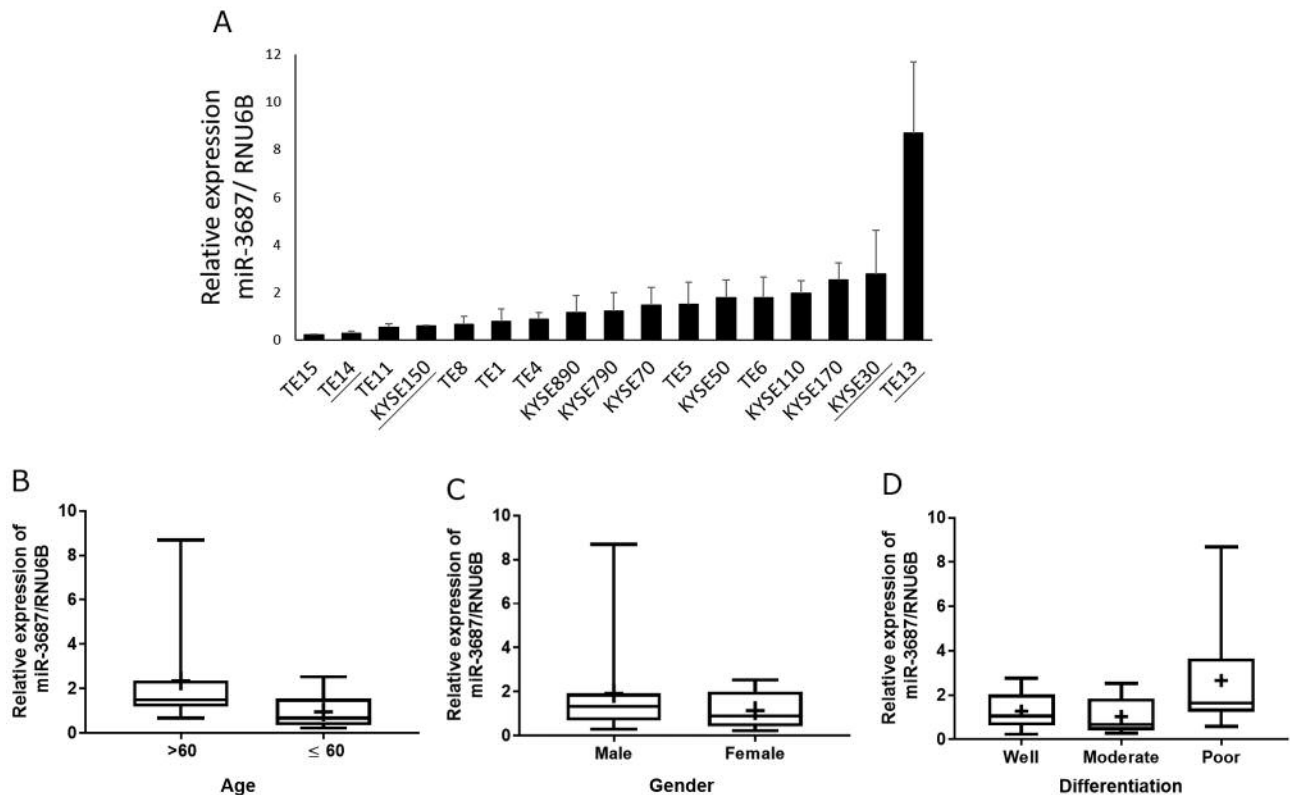 A
Relative expression
miR-3687/ RNU6B
12
10
8
6
4
2
0
TE15
TE14
TE11
KYSE150
TE8
TE1
TE4
KYSE890
KYSE790
KYSE70
TE5
KYSE50
TE6
KYSE110
KYSE170
KYSE30
TE13
B
Relative expression of
miR-3687/RNU6B
10
8
6
4
2
0
>60
≤ 60
Age
C
Relative expression of
miR-3687/RNU6B
10
8
6
4
2
0
Male
Female
Gender
D
Relative expression of
miR-3687/RNU6B
10
8
6
4
2
0
Well
Moderate
Poor
Differentiation